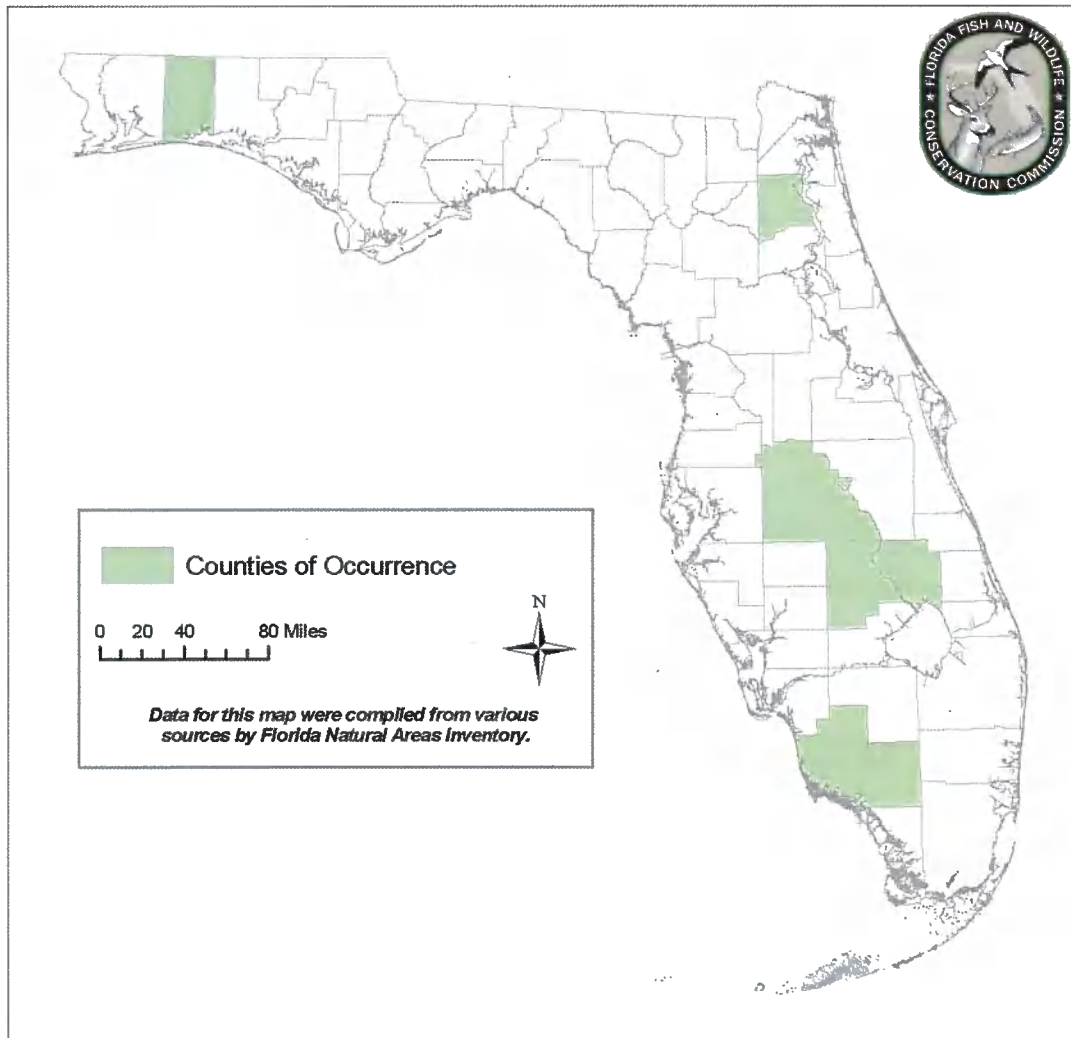 ★ FLORIDA FISH AND WILDLIFE ★
CONSERVATION COMMISSION
Counties of Occurrence
0 20 40 80 Miles
N
Data for this map were compiled from various
sources by Florida Natural Areas Inventory.